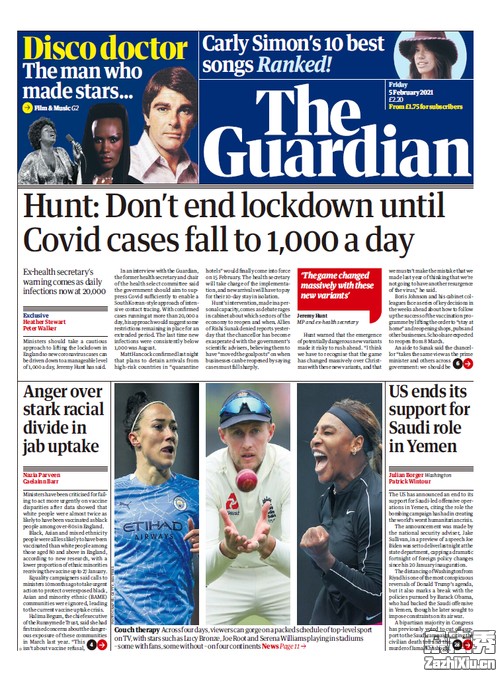 Disco doctor
The man who
made stars...
Film & Music G2
Carly Simon's 10 best
songs Ranked!
Friday
5 February 2021
£2.20
From £1.75 for subscribers
The
Guardian
Hunt: Don't end lockdown until
Covid cases fall to 1,000 a day
Ex-health secretary's
warning comes as daily
infections now at 20,000
Exclusive
Heather Stewart
Peter Walker
Ministers should take a cautious
approach to lifting the lockdown in
England so new coronavirus cases can
be driven down to a manageable level
of 1,000 a day, Jeremy Hunt has said.
In an interview with the Guardian,
the former health secretary and chair
of the health select committee said
the government should aim to sup-
press Covid sufficiently to enable a
South Korean-style approach of inten-
sive contact tracing. With confirmed
cases running at more than 20,000 a
day, his approach would suggest some
restrictions remaining in place for an
extended period. The last time new
infections were consistently below
1,000 was August.
Matt Hancock confirmed last night
that plans to detain arrivals from
high-risk countries in "quarantine
hotels" would finally come into force
on 15 February. The health secretary
will take charge of the implementa-
tion, and new arrivals will have to pay
for their 10-day stay in isolation.
Hunt's intervention, made in a per-
sonal capacity, comes amid debate rages
in cabinet about which sectors of the
economy to reopen and when. Allies
of Rishi Sunak denied reports yester-
day that the chancellor has become
exasperated with the government's
scientific advisers, believing them to
have "moved the goalposts" on when
businesses can be reopened by saying
cases must fall sharply.
'The game changed
massively with these
new variants'
Jeremy Hunt
MP and ex-health secretary
Hunt warned that the emergence
of potentially dangerous new variants
made it risky to rush ahead. "I think
we have to recognise that the game
has changed massively over Christ-
mas with these new variants, and that
we mustn't make the mistake that we
made last year of thinking that we're
not going to have another resurgence
of the virus," he said.
Boris Johnson and his cabinet col-
leagues face a series of key decisions in
the weeks ahead about how to follow
up the success of the vaccination pro-
gramme by lifting the order to "stay at
home" and reopening shops, pubs and
other businesses. Schools are expected
to reopen from 8 March.
An aide to Sunak said the chancel-
lor "takes the same view as the prime
minister and others across
government: we should be
6
Anger over
stark racial
divide in
jab uptake
Nazia Parveen
Caelainn Barr
Ministers have been criticised for fail-
ing to act more urgently on vaccine
disparities after data showed that
white people were almost twice as
likely to have been vaccinated as black
people among over-80s in England.
Black, Asian and mixed ethnicity
people were all less likely to have been
vaccinated than white people among
those aged 80 and above in England,
according to new research, with a
lower proportion of ethnic minorities
receiving the vaccine up to 27 January.
Equality campaigners said calls to
ministers 10 months ago to take urgent
action to protect overexposed black,
Asian and minority ethnic (BAME)
communities were ignored, leading
to the current vaccine uptake crisis.
Halima Begum, the chief executive
of the Runnymede Trust, said she had
first raised concerns about the danger-
ous exposure of these communities
in March last year. "This
isn't about vaccine refusal,
4
ETIHAD
AIRWAYS
Couch therapy Across four days, viewers can gorge on a packed schedule of top-level sport
on TV, with stars such as Lucy Bronze, Joe Root and Serena Williams playing in stadiums
– some with fans, some without – on four continents News Page 11
US ends its
support for
Saudi role
in Yemen
Julian Borger Washington
Patrick Wintour
The US has announced an end to its
support for Saudi-led offensive opera-
tions in Yemen, citing the role the
bombing campaign has had in creating
the world's worst humanitarian crisis.
The announcement was made by
the national security adviser, Jake
Sullivan, in a preview of a speech Joe
Biden was set to deliver last night at the
state department, capping a dramatic
fortnight of foreign policy changes
since his 20 January inauguration.
The distancing of Washington from
Riyadh is one of the most conspicuous
reversals of Donald Trump's agenda,
but it also marks a break with the
policies pursued by Barack Obama,
who had backed the Saudi offensive
in Yemen, though he later sought to
impose constraints on its air war.
A bipartisan majority in Congress
has previously voted to cut off
support to the Saudi campaign, citing the
civilian death toll and the
murder of Jamal
28
ZaZhiXiu.Cn